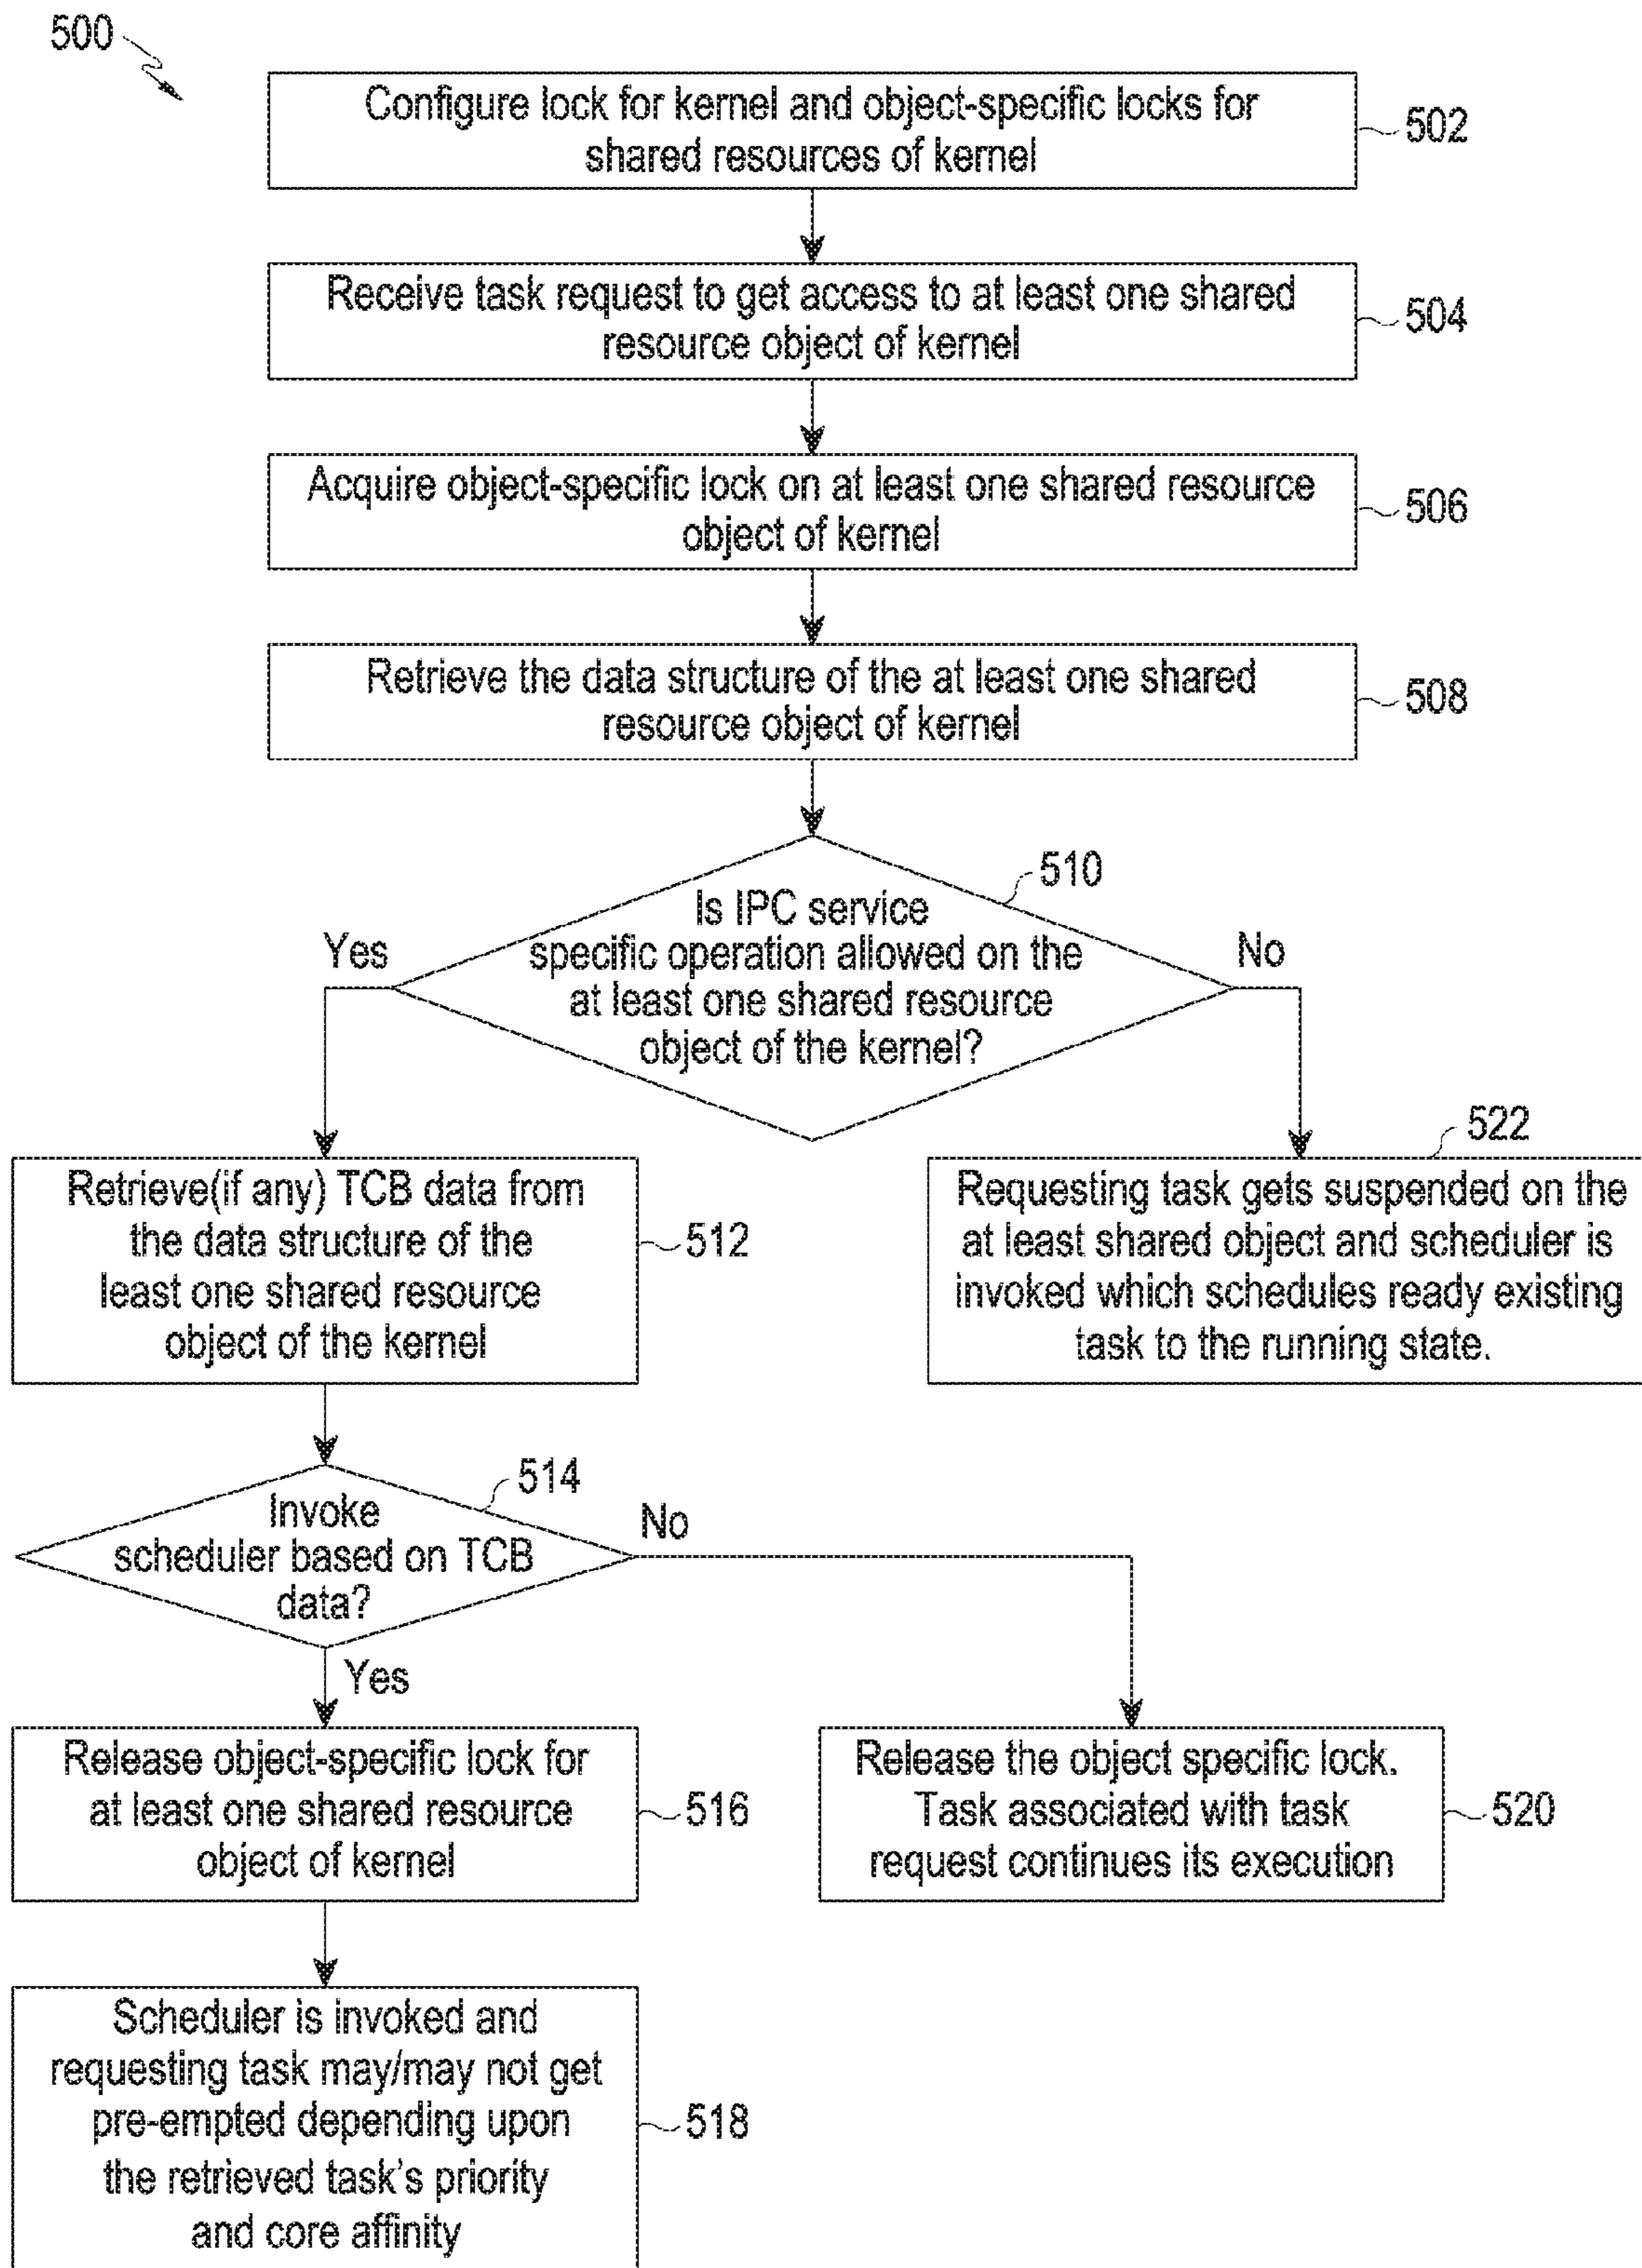 500
Configure lock for kernel and object-specific locks for
shared resources of kernel
502
Receive task request to get access to at least one shared
resource object of kernel
504
Acquire object-specific lock on at least one shared resource
object of kernel
506
Retrieve the data structure of the at least one shared
resource object of kernel
508
510
Is IPC service
specific operation allowed on the
at least one shared resource
object of the kernel?
Yes
No
522
Retrieve(if any) TCB data from
the data structure of the
least one shared resource
object of the kernel
512
Requesting task gets suspended on the
at least shared object and scheduler is
invoked which schedules ready existing
task to the running state.
514
Invoke
scheduler based on TCB
data?
No
Yes
Release object-specific lock for
at least one shared resource
object of kernel
516
Release the object specific lock.
Task associated with task
request continues its execution
520
Scheduler is invoked and
requesting task may/may not get
pre-empted depending upon
the retrieved task's priority
and core affinity
518